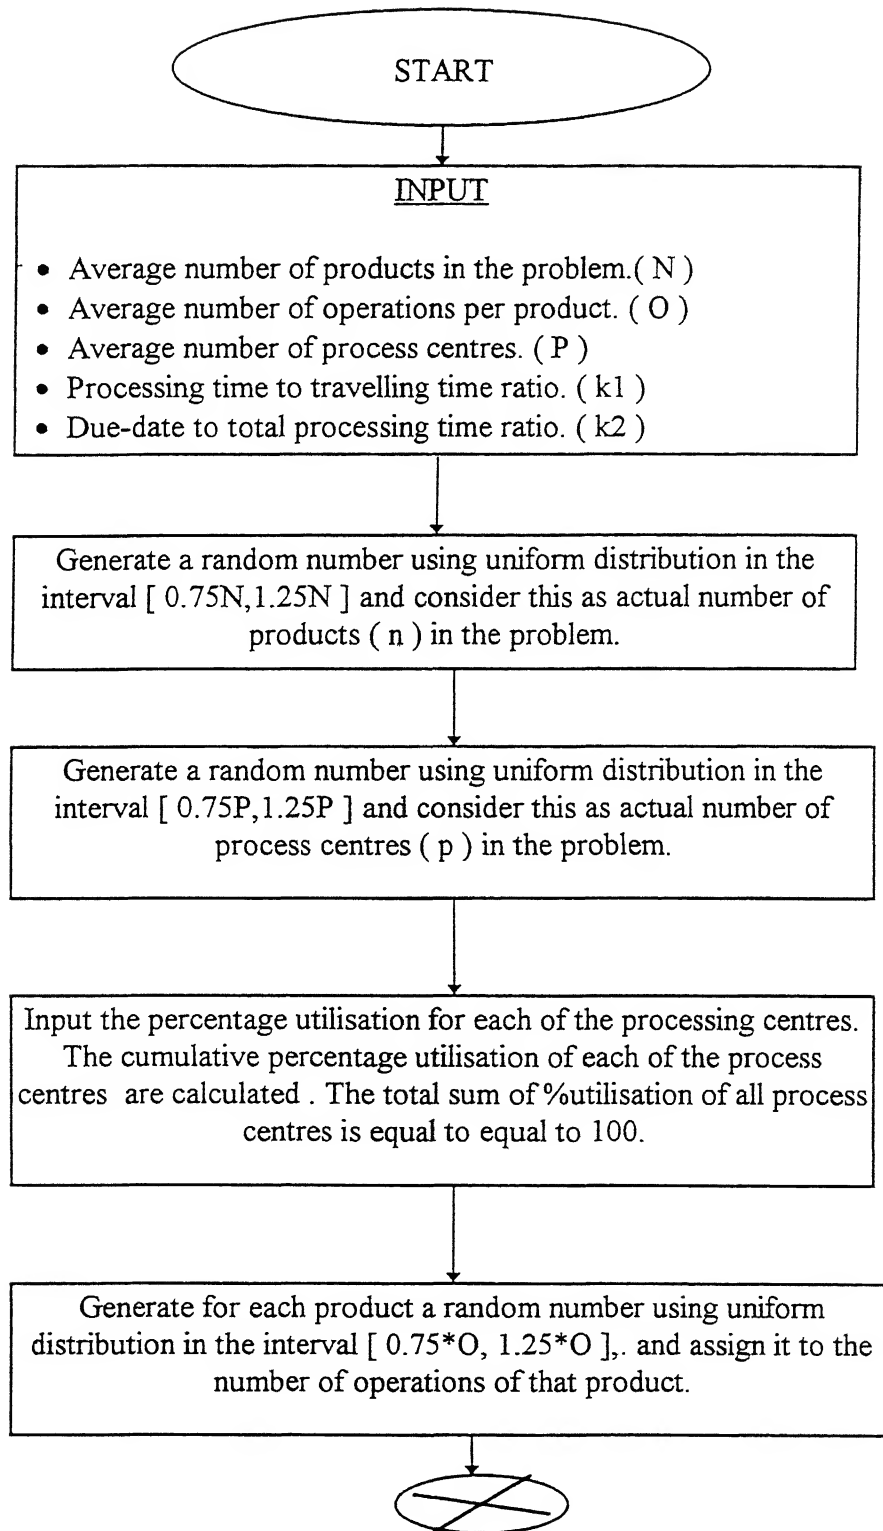 START
INPUT
• Average number of products in the problem.( N )
• Average number of operations per product. ( O )
• Average number of process centres. ( P )
• Processing time to travelling time ratio. ( k1 )
• Due-date to total processing time ratio. ( k2 )
Generate a random number using uniform distribution in the
interval [ 0.75N,1.25N ] and consider this as actual number of
products ( n ) in the problem.
Generate a random number using uniform distribution in the
interval [ 0.75P,1.25P ] and consider this as actual number of
process centres ( p ) in the problem.
Input the percentage utilisation for each of the processing centres.
The cumulative percentage utilisation of each of the process
centres are calculated . The total sum of %utilisation of all process
centres is equal to equal to 100.
Generate for each product a random number using uniform
distribution in the interval [ 0.75*O, 1.25*O ],. and assign it to the
number of operations of that product.